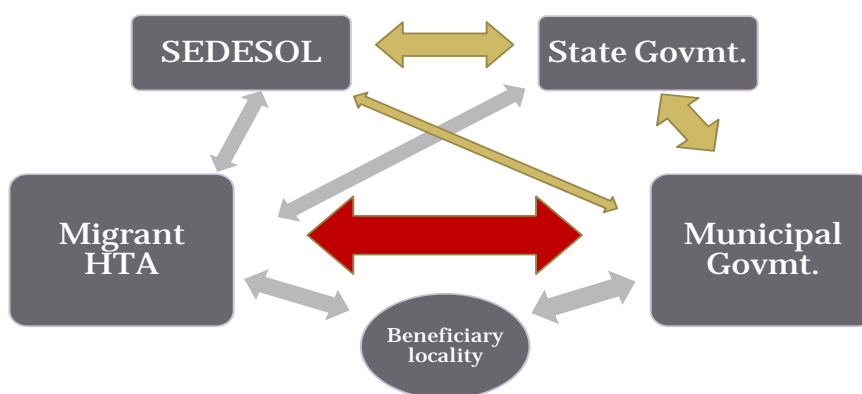 SEDESOL
State Govmt.
Migrant
HTA
Municipal
Govmt.
Beneficiary
locality